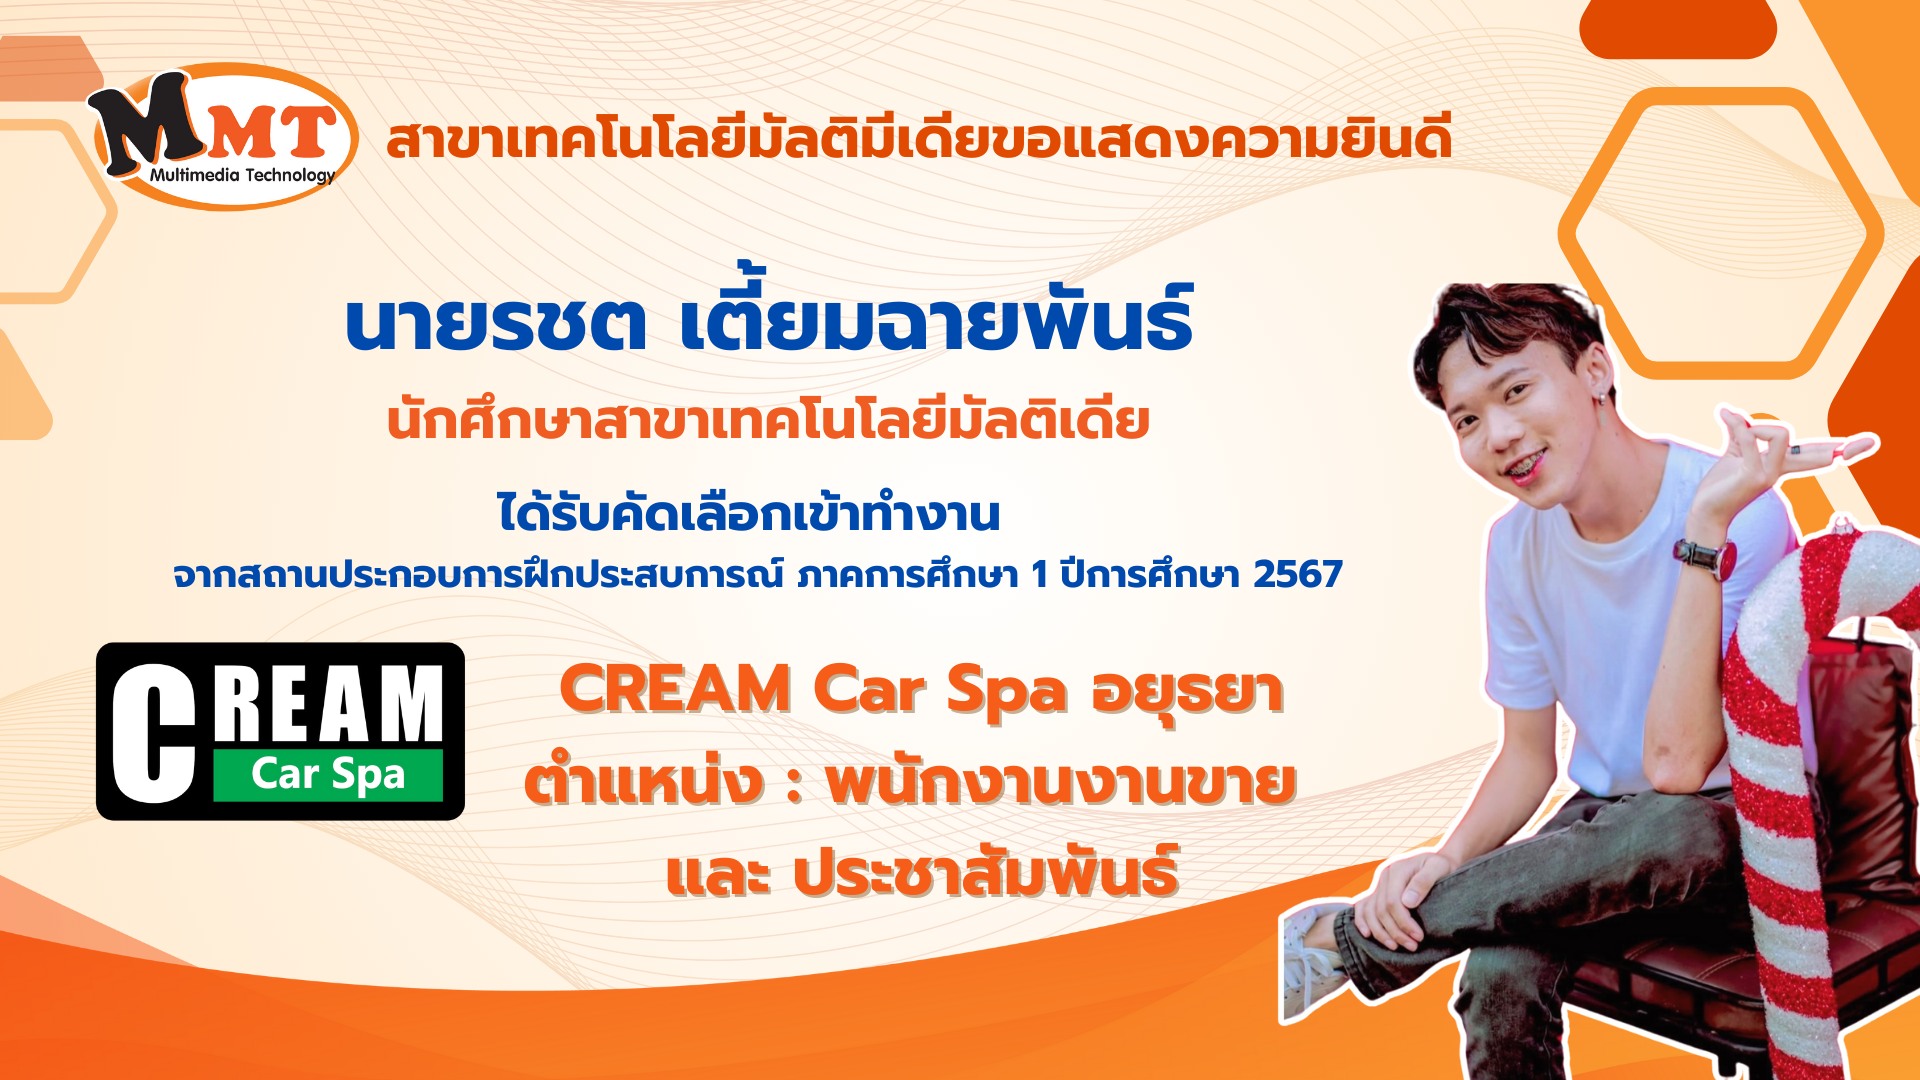 MMT
Multimedia Technology
สาขาเทคโนโลยีมัลติมีเดียขอแสดงความยินดี
นายรชต เตี้ยมฉายพันธ์
นักศึกษาสาขาเทคโนโลยีมัลติเดีย
ได้รับคัดเลือกเข้าทำงาน
จากสถานประกอบการฝึกประสบการณ์ ภาคการศึกษา 1 ปีการศึกษา 2567
CREAM
Car Spa
CREAM Car Spa อยุธยา
ตำแหน่ง : พนักงานงานขาย
และ ประชาสัมพันธ์